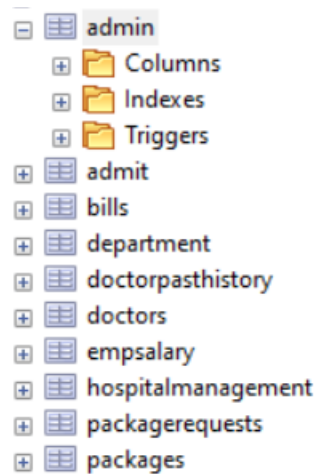 admin
Columns
Indexes
Triggers
admit
bills
department
doctorpasthistory
doctors
empsalary
hospitalmanagement
packagerequests
packages